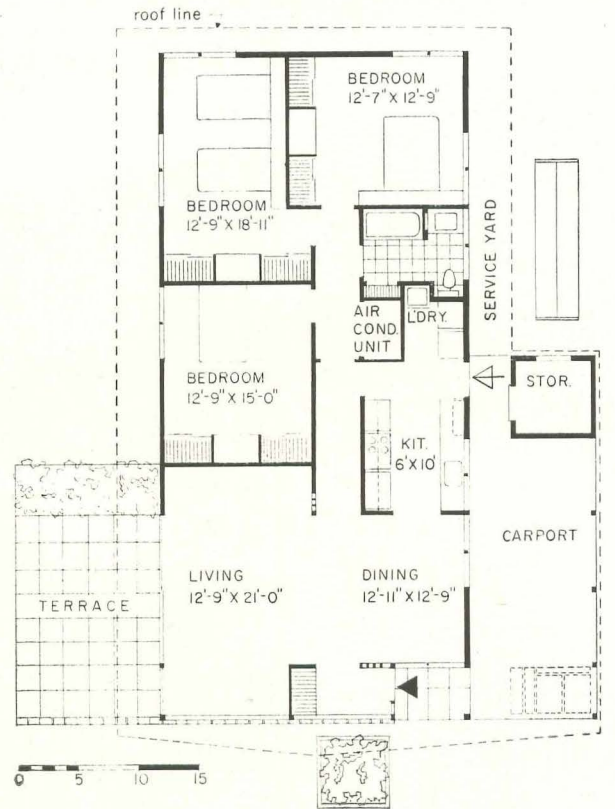 roof line
BEDROOM
12'-7" X 12'-9"
BEDROOM
12'-9" X 18'-11"
SERVICE YARD
AIR
COND.
UNIT
L'DRY.
BEDROOM
12'-9" X 15'-0"
STOR.
KIT.
6' X 10'
CARPORT
LIVING
12'-9" X 21'-0"
DINING
12'-11" X 12'-9"
TERRACE
0 5 10 15